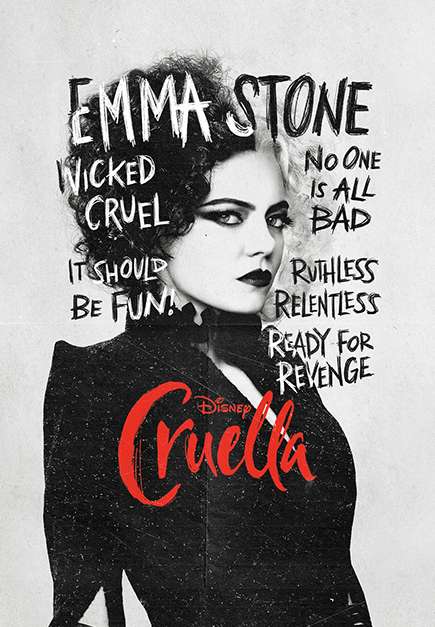 EMMA STONE
WICKED
CRUEL
IT SHOULD
BE FUN!
NO ONE
IS ALL
BAD
RUTHLESS
RELENTLESS
READY FOR
REVENGE
DISNEY
Cruella